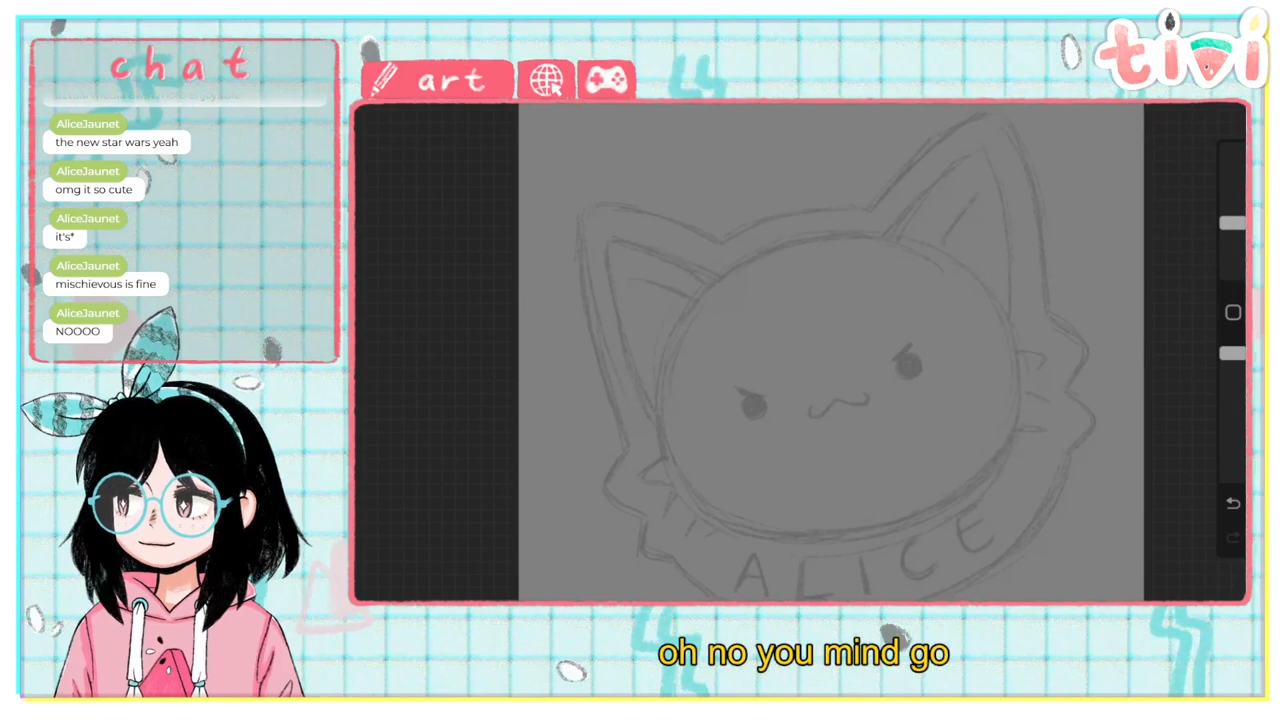 tivi
chat
art
AliceJaunet
the new star wars yeah
AliceJaunet
omg it so cute
AliceJaunet
it's*
AliceJaunet
mischievous is fine
AliceJaunet
NOOOO
ALICE
oh no you mind go